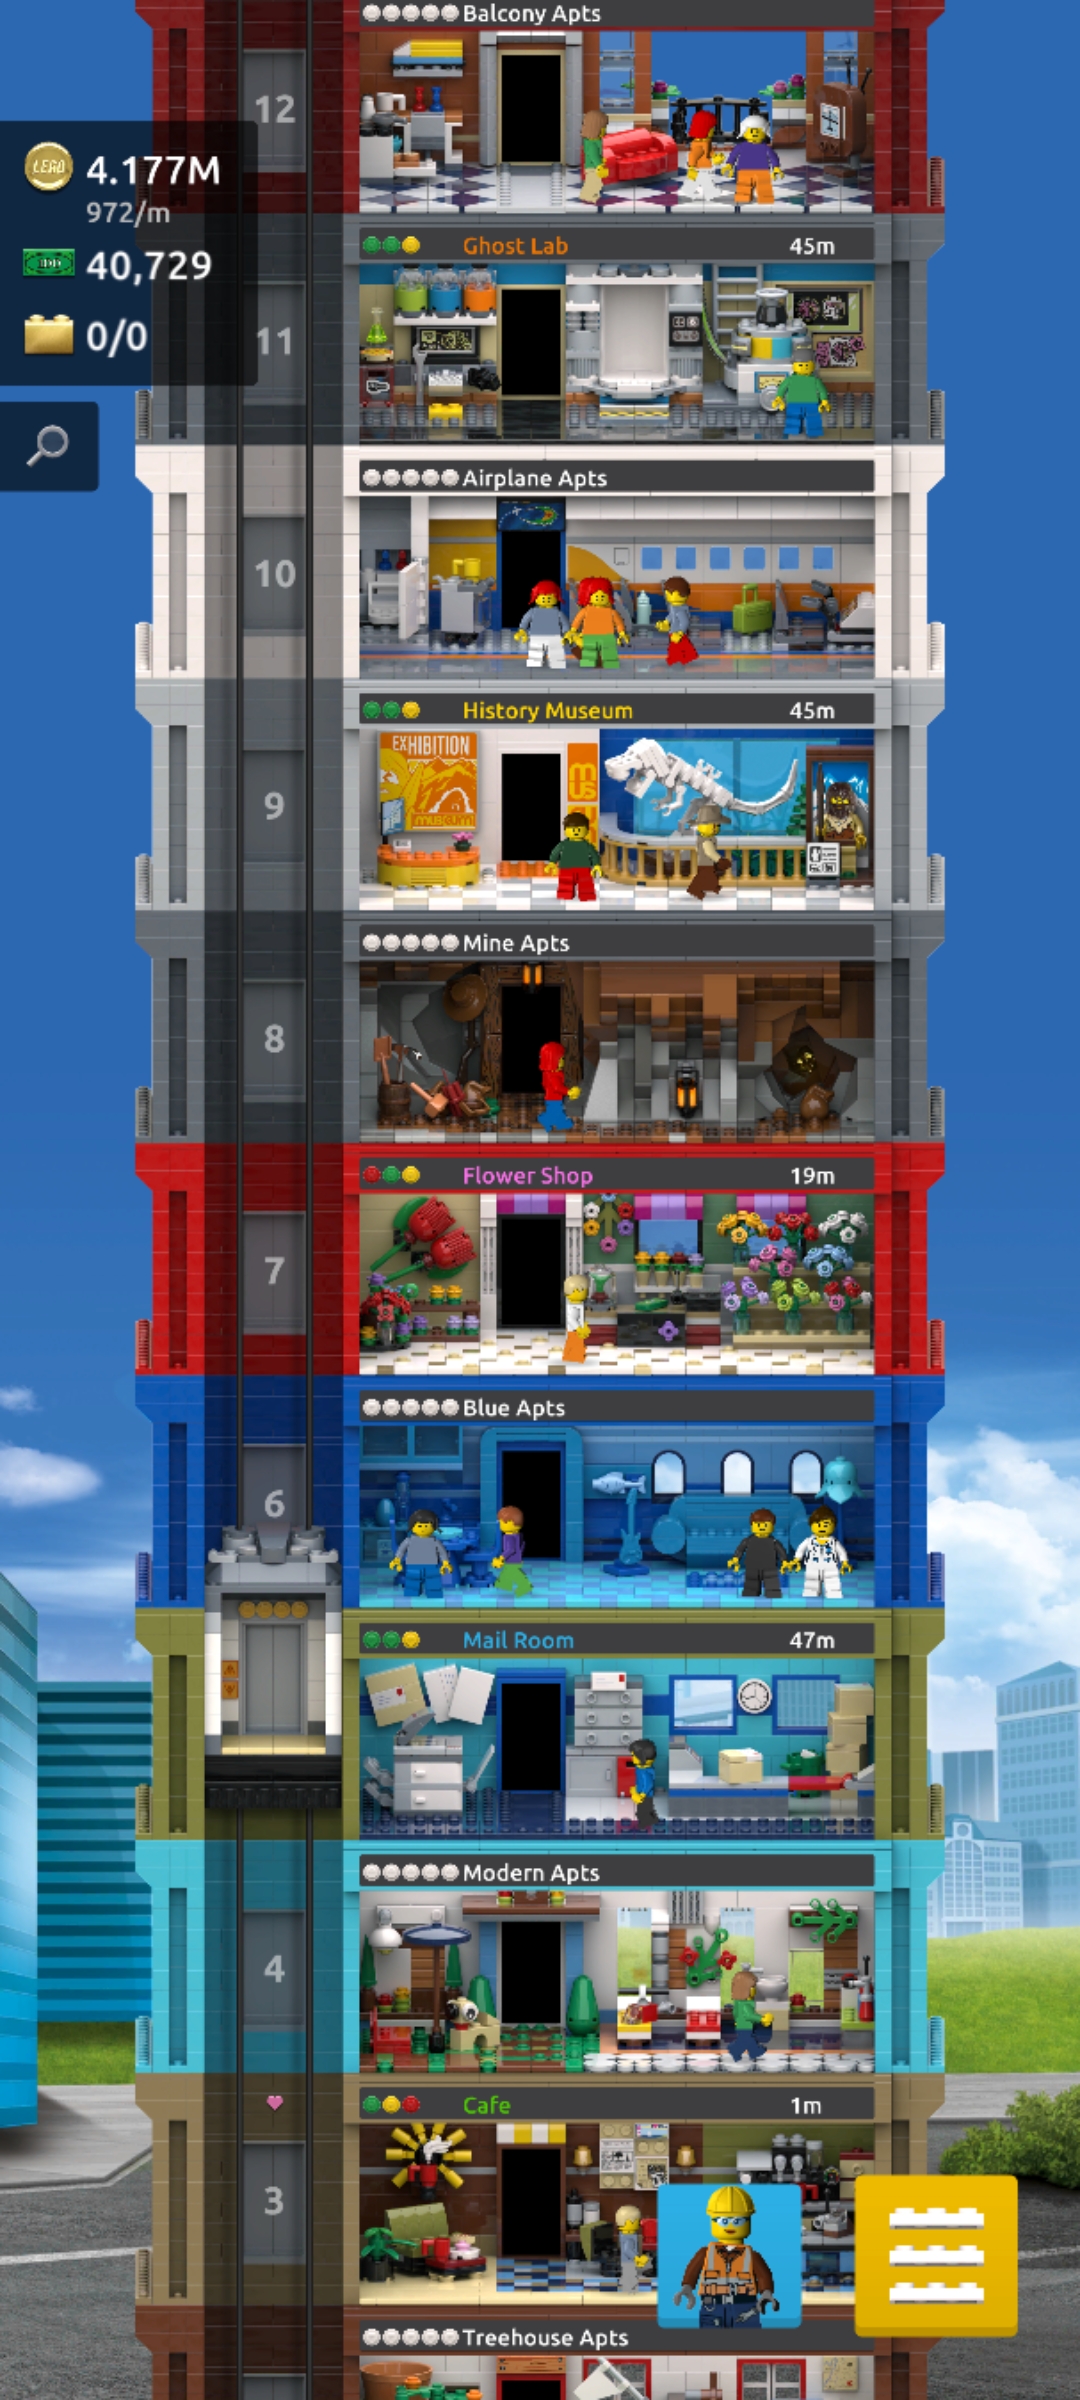 Balcony Apts
12
LEGO
4.177M
972/m
40,729
0/0
Ghost Lab 45m
11
Airplane Apts
10
History Museum 45m
EXHIBITION
museum
9
Mine Apts
8
Flower Shop 19m
7
Blue Apts
6
Mail Room 47m
Modern Apts
4
Cafe 1m
3
Treehouse Apts